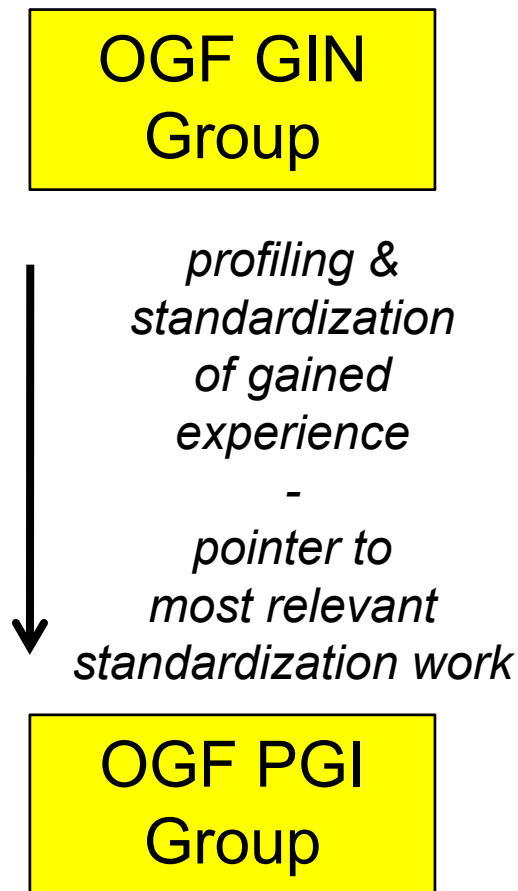 OGF GIN
Group
profiling &
standardization
of gained
experience
-
pointer to
most relevant
standardization work
OGF PGI
Group